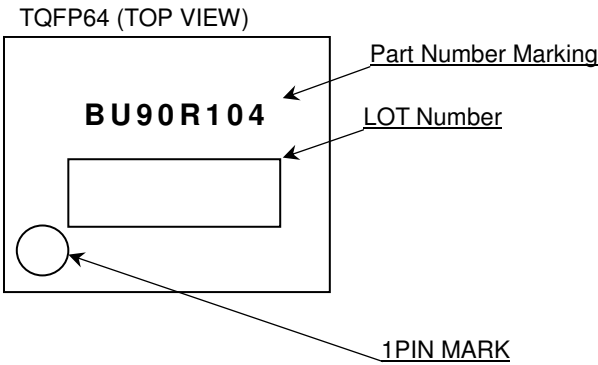 TQFP64 (TOP VIEW)
Part Number Marking
BU90R104
LOT Number
1PIN MARK